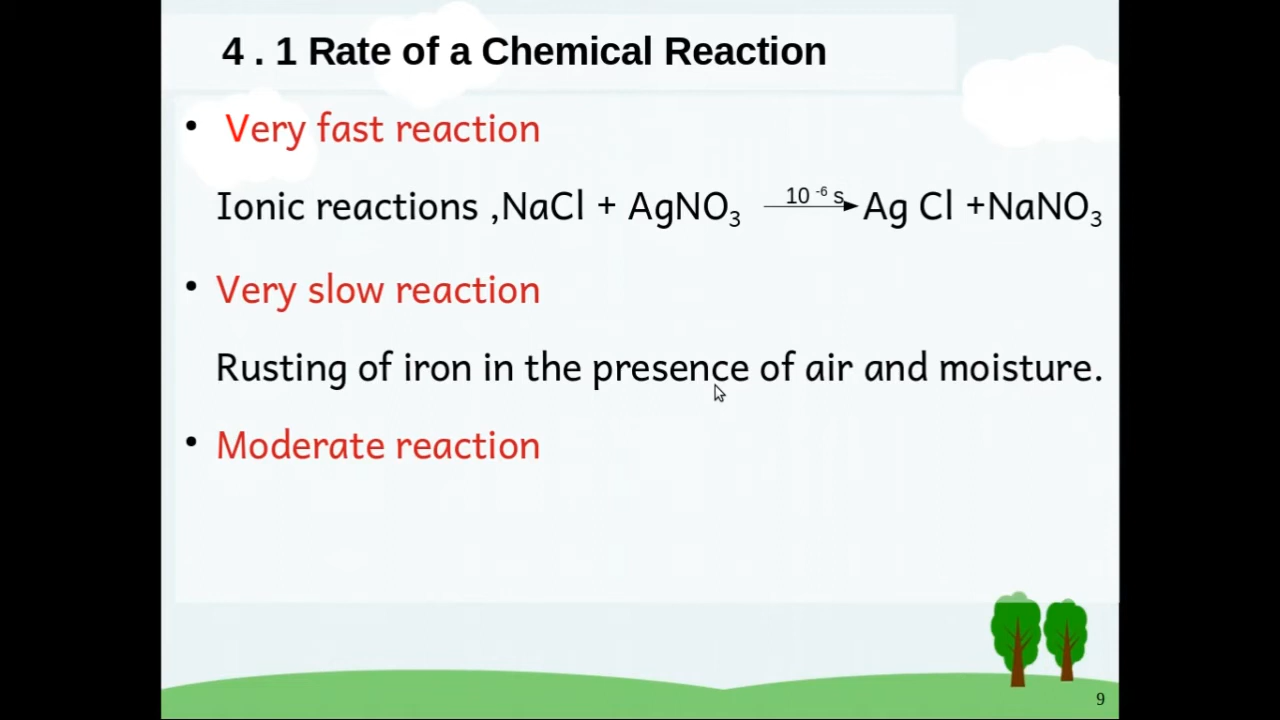 4 . 1 Rate of a Chemical Reaction
• Very fast reaction
Ionic reactions ,NaCl + AgNO₃ 10 ⁻⁶ s Ag Cl +NaNO₃
• Very slow reaction
Rusting of iron in the presence of air and moisture.
• Moderate reaction
9